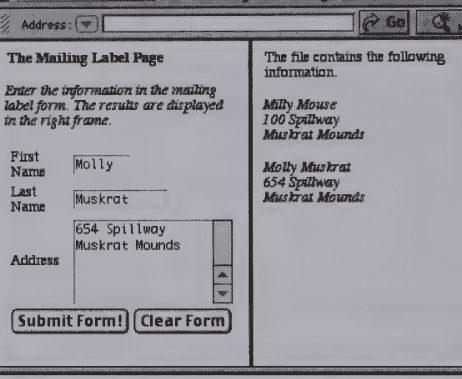 Address:
Go
The Mailing Label Page
Enter the information in the mailing
label form. The results are displayed
in the right frame.
First
Name
Molly
Last
Name
Muskrat
Address
654 Spillway
Muskrat Mounds
Submit Form!
Clear Form
The file contains the following
information.
Milly Mouse
100 Spillway
Muskrat Mounds
Molly Muskrat
654 Spillway
Muskrat Mounds